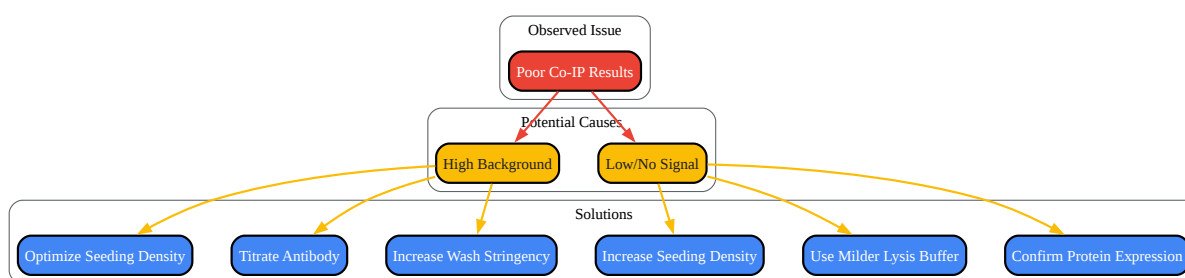 Observed Issue
Poor Co-IP Results
Potential Causes
High Background
Low/No Signal
Solutions
Optimize Seeding Density
Titrate Antibody
Increase Wash Stringency
Increase Seeding Density
Use Milder Lysis Buffer
Confirm Protein Expression